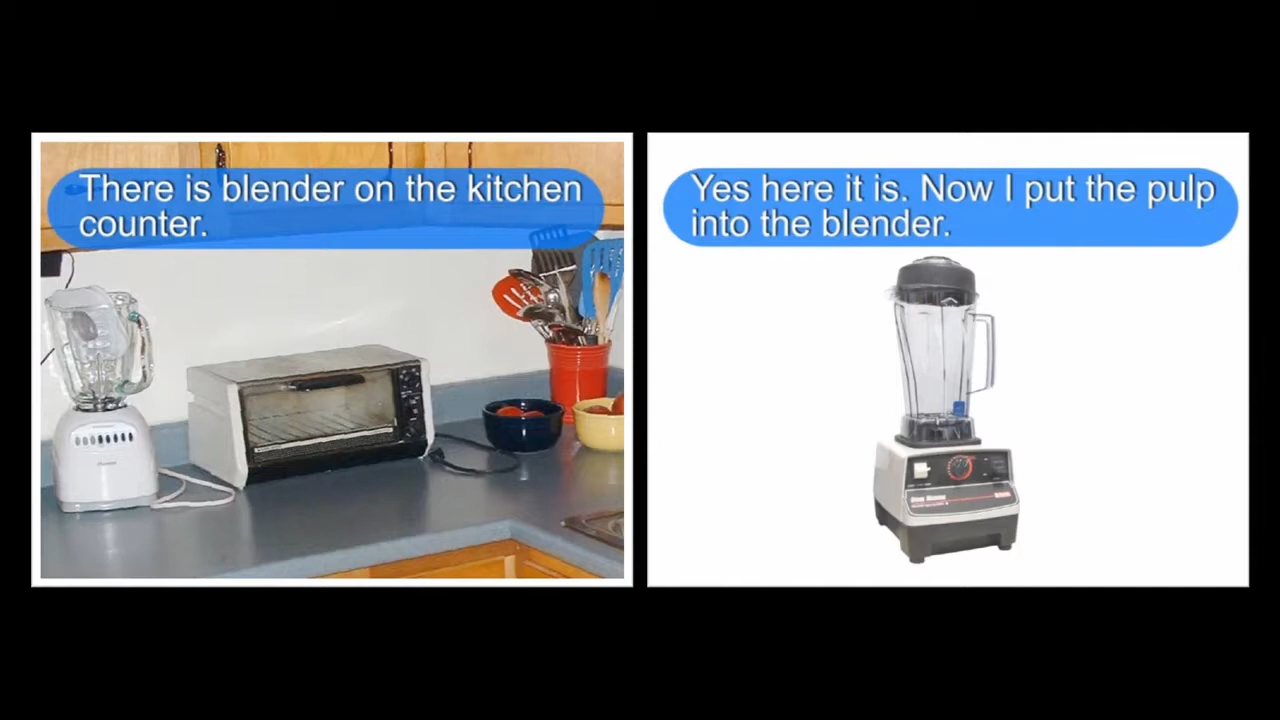 There is blender on the kitchen
counter.
Yes here it is. Now I put the pulp
into the blender.